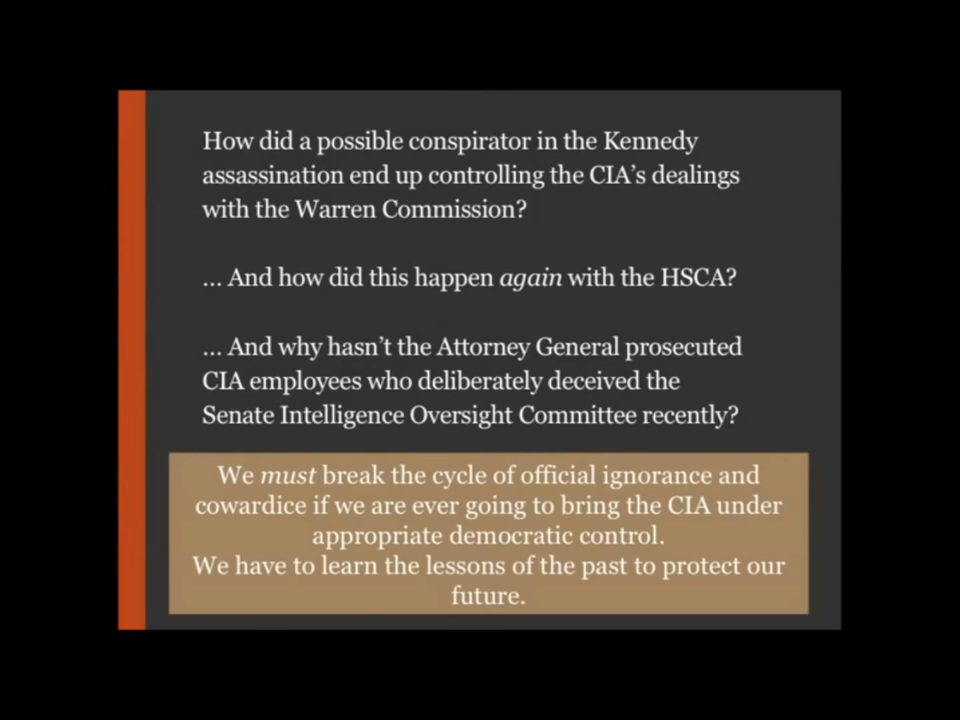 How did a possible conspirator in the Kennedy
assassination end up controlling the CIA’s dealings
with the Warren Commission?
... And how did this happen again with the HSCA?
... And why hasn’t the Attorney General prosecuted
CIA employees who deliberately deceived the
Senate Intelligence Oversight Committee recently?
We must break the cycle of official ignorance and
cowardice if we are ever going to bring the CIA under
appropriate democratic control.
We have to learn the lessons of the past to protect our
future.